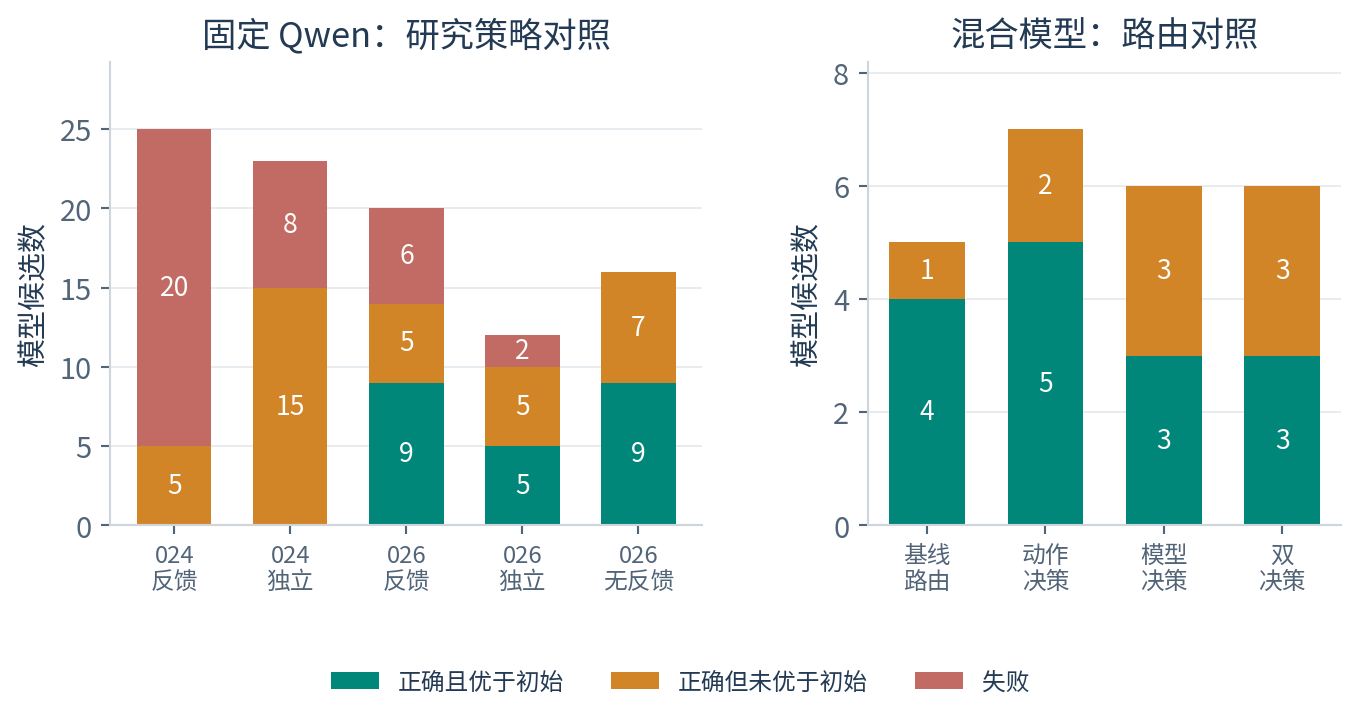 固定 Qwen：研究策略对照
模型候选数
25
20
15
10
5
0
20
5
8
15
6
5
9
2
5
5
7
9
024
反馈
024
独立
026
反馈
026
独立
026
无反馈
混合模型：路由对照
模型候选数
8
6
4
2
0
1
4
2
5
3
3
3
3
基线
路由
动作
决策
模型
决策
双
决策
正确且优于初始
正确但未优于初始
失败